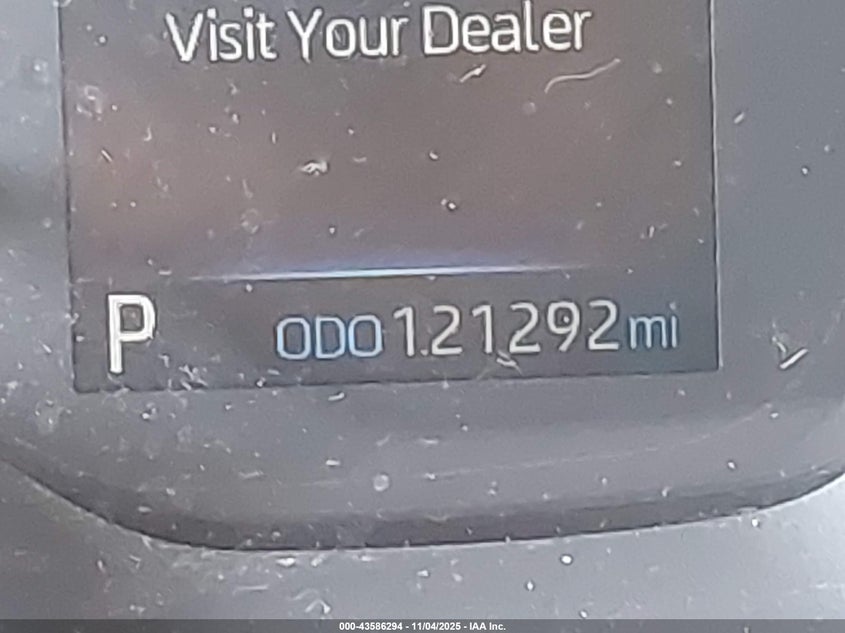 Visit Your Dealer
P ODO 121292 mi
000-43586294 - 11/04/2025 - IAA Inc.